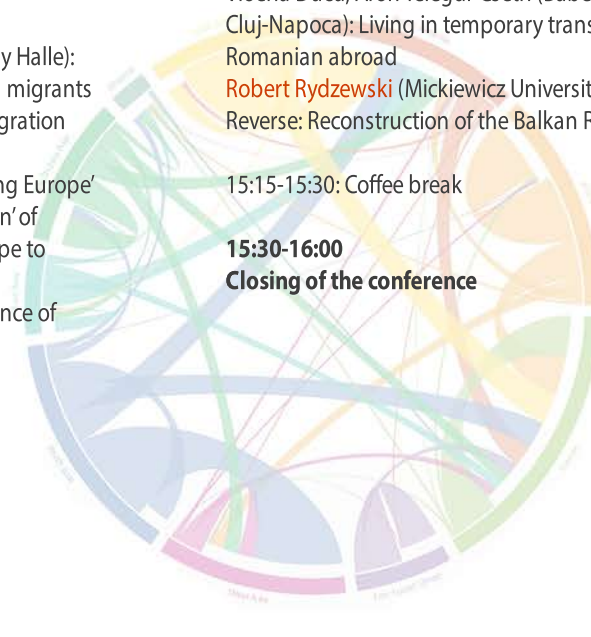 y Halle):
migrants
gration
ng Europe’
n’ of
pe to
nce of
Cluj-Napoca): Living in temporary trans
Romanian abroad
Robert Rydzewski (Mickiewicz Universit
Reverse: Reconstruction of the Balkan R
15:15-15:30: Coffee break
15:30-16:00
Closing of the conference